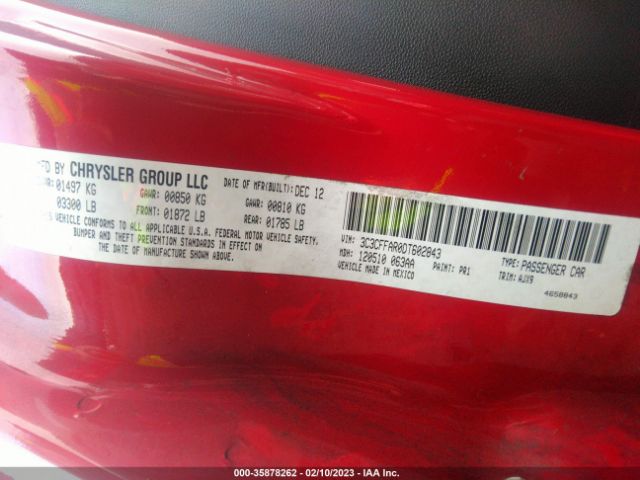 MFD BY CHRYSLER GROUP LLC
DATE OF MFR(BUILT): DEC 12
01497 KG
GAWR: 00850 KG
GAWR: 00810 KG
03300 LB
FRONT: 01872 LB
REAR: 01785 LB
VEHICLE CONFORMS TO ALL APPLICABLE U.S.A. FEDERAL MOTOR VEHICLE SAFETY,
BUMPER AND THEFT PREVENTION STANDARDS IN EFFECT ON
THE DATE OF MANUFACTURE SHOWN ABOVE.
VIN: 3C3CFFAR0DT602843
TYPE: PASSENGER CAR
MDH: 120510 063AA
PAINT: PR1
TRIM: AJX9
VEHICLE MADE IN MEXICO
4658843
000-35878262 - 02/10/2023 - IAA Inc.